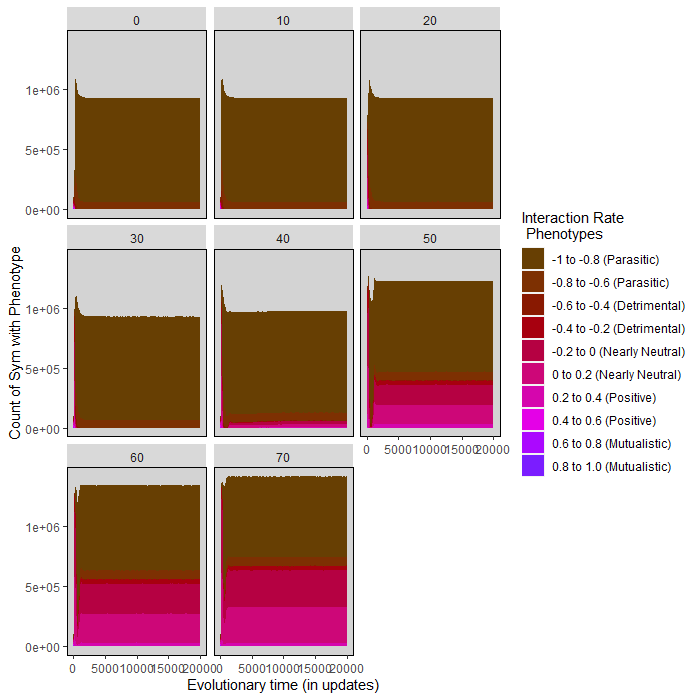 0
10
20
1e+06
5e+05
0e+00
30
40
50
1e+06
5e+05
0e+00
0 5000 10000 15000 20000
60
70
1e+06
5e+05
0e+00
0 5000 10000 15000 20000
0 5000 10000 15000 20000
Evolutionary time (in updates)
Count of Sym with Phenotype
Interaction Rate
Phenotypes
-1 to -0.8 (Parasitic)
-0.8 to -0.6 (Parasitic)
-0.6 to -0.4 (Detrimental)
-0.4 to -0.2 (Detrimental)
-0.2 to 0 (Nearly Neutral)
0 to 0.2 (Nearly Neutral)
0.2 to 0.4 (Positive)
0.4 to 0.6 (Positive)
0.6 to 0.8 (Mutualistic)
0.8 to 1.0 (Mutualistic)